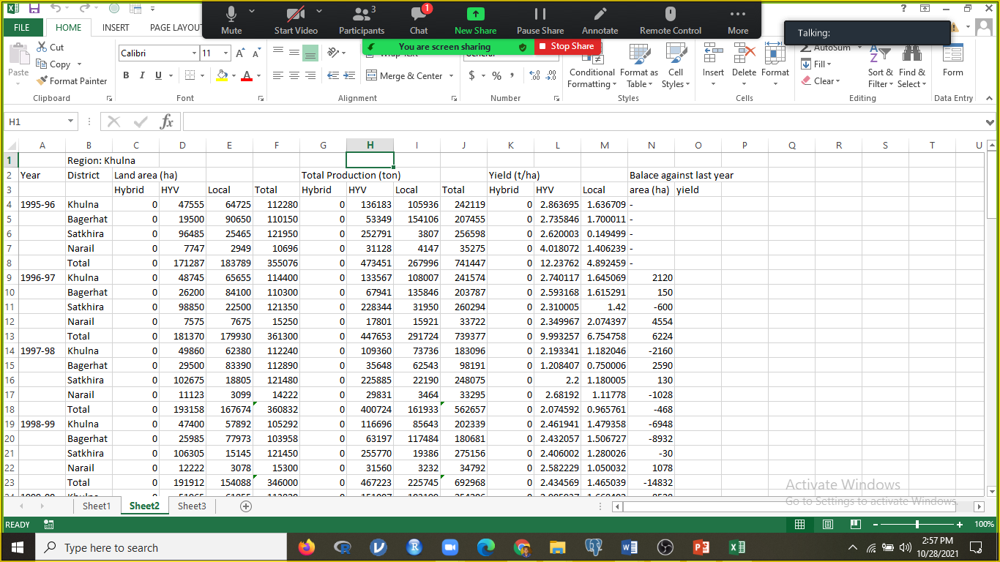 3
1
?
FILE HOME INSERT PAGE LAYOU
Mute Start Video Participants Chat New Share Pause Share Annotate Remote Control More
Talking:
You are screen sharing Stop Share
Cut
Copy
Format Painter
Paste
Calibri 11
B I U
Merge & Center
$ % ,
Conditional Formatting Format as Table Cell Styles
Insert Delete Format
AutoSum
Fill
Clear
Sort & Filter Find & Select
Form
Clipboard Font Alignment Number Styles Cells Editing Data Entry
H1 fx
A B C D E F G H I J K L M N O P Q R S T U
1 Region: Khulna
2 Year District Land area (ha) Total Production (ton) Yield (t/ha) Balace against last year
3 Hybrid HYV Local Total Hybrid HYV Local Total Hybrid HYV Local area (ha) yield
4 1995-96 Khulna 0 47555 64725 112280 0 136183 105936 242119 0 2.863695 1.636709 -
5 Bagerhat 0 19500 90650 110150 0 53349 154106 207455 0 2.735846 1.700011 -
6 Satkhira 0 96485 25465 121950 0 252791 3807 256598 0 2.620003 0.149499 -
7 Narail 0 7747 2949 10696 0 31128 4147 35275 0 4.018072 1.406239 -
8 Total 0 171287 183789 355076 0 473451 267996 741447 0 12.23762 4.892459 -
9 1996-97 Khulna 0 48745 65655 114400 0 133567 108007 241574 0 2.740117 1.645069 2120
10 Bagerhat 0 26200 84100 110300 0 67941 135846 203787 0 2.593168 1.615291 150
11 Satkhira 0 98850 22500 121350 0 228344 31950 260294 0 2.310005 1.42 -600
12 Narail 0 7575 7675 15250 0 17801 15921 33722 0 2.349967 2.074397 4554
13 Total 0 181370 179930 361300 0 447653 291724 739377 0 9.993257 6.754758 6224
14 1997-98 Khulna 0 49860 62380 112240 0 109360 73736 183096 0 2.193341 1.182046 -2160
15 Bagerhat 0 29500 83390 112890 0 35648 62543 98191 0 1.208407 0.750006 2590
16 Satkhira 0 102675 18805 121480 0 225885 22190 248075 0 2.2 1.180005 130
17 Narail 0 11123 3099 14222 0 29831 3464 33295 0 2.68192 1.11778 -1028
18 Total 0 193158 167674 360832 0 400724 161933 562657 0 2.074592 0.965761 -468
19 1998-99 Khulna 0 47400 57892 105292 0 116696 85643 202339 0 2.461941 1.479358 -6948
20 Bagerhat 0 25985 77973 103958 0 63197 117484 180681 0 2.432057 1.506727 -8932
21 Satkhira 0 106305 15145 121450 0 255770 19386 275156 0 2.406002 1.280026 -30
22 Narail 0 12222 3078 15300 0 31560 3232 34792 0 2.582229 1.050032 1078
23 Total 0 191912 154088 346000 0 467223 225745 692968 0 2.434569 1.465039 -14832
Activate Windows
Go to Settings to activate Windows.
Sheet1 Sheet2 Sheet3
READY 100%
Type here to search
2:57 PM
10/28/2021